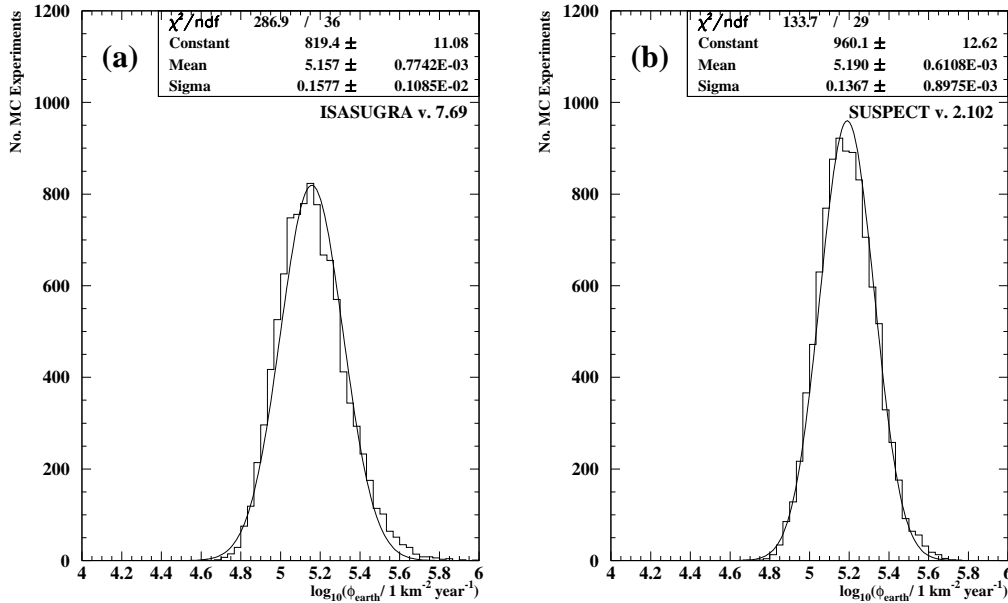 (a)
χ²/ndf 286.9 / 36
Constant 819.4 ± 11.08
Mean 5.157 ± 0.7742E-03
Sigma 0.1577 ± 0.1085E-02
ISASUGRA v. 7.69
No. MC Experiments
1200
1000
800
600
400
200
0
4 4.2 4.4 4.6 4.8 5 5.2 5.4 5.6 5.8 6
log10(ϕearth/ 1 km-2 year-1)
(b)
χ²/ndf 133.7 / 29
Constant 960.1 ± 12.62
Mean 5.190 ± 0.6108E-03
Sigma 0.1367 ± 0.8975E-03
SUSPECT v. 2.102
No. MC Experiments
1200
1000
800
600
400
200
0
4 4.2 4.4 4.6 4.8 5 5.2 5.4 5.6 5.8 6
log10(ϕearth/ 1 km-2 year-1)